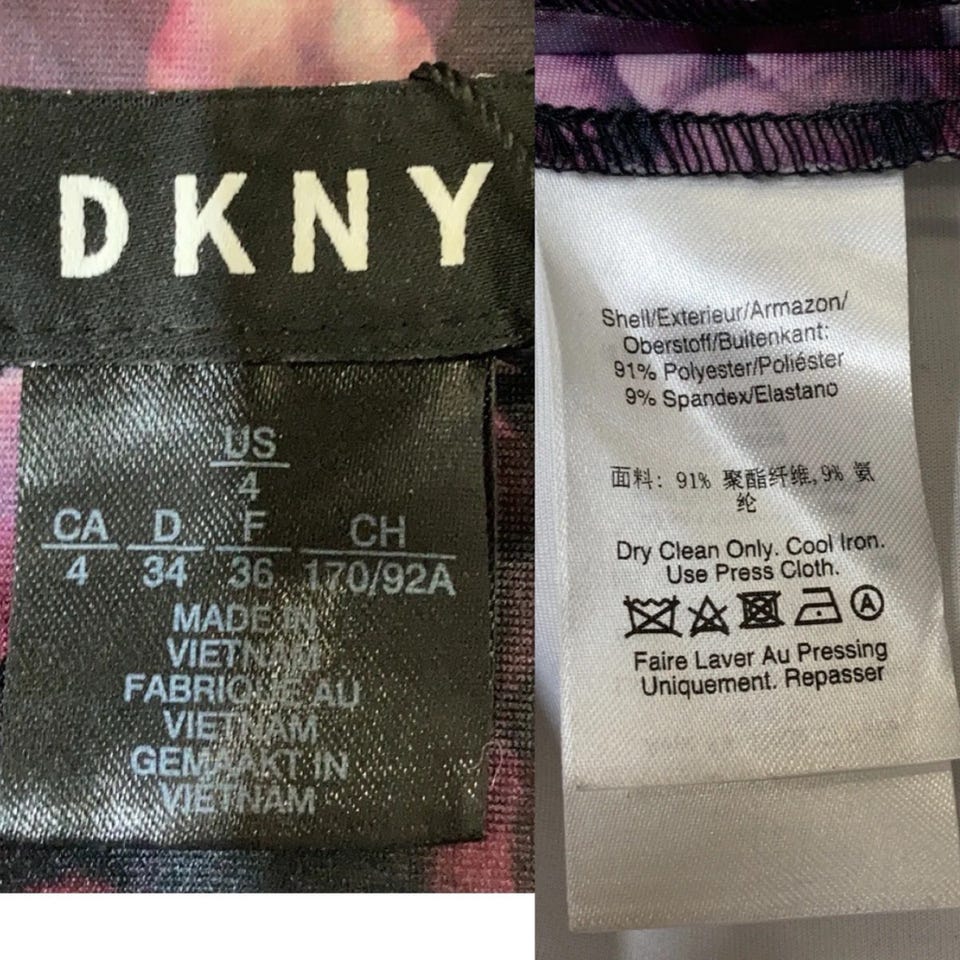 DKNY
US
4
CA D F CH
4 34 36 170/92A
MADE IN
VIETNAM
FABRIQUE AU
VIETNAM
GEMAAKT IN
VIETNAM
Shell/Exterieur/Armazon/
Oberstoff/Buitenkant:
91% Polyester/Poliéster
9% Spandex/Elastano
面料: 91% 聚酯纤维,9% 氨
纶
Dry Clean Only. Cool Iron.
Use Press Cloth.
A
Faire Laver Au Pressing
Uniquement. Repasser